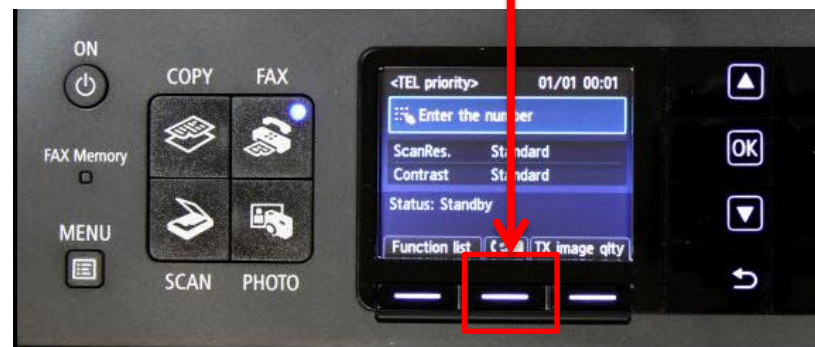 ON
COPY FAX
FAX Memory
MENU
SCAN PHOTO
<TEL priority> 01/01 00:01
Enter the number
ScanRes. Standard
Contrast Standard
Status: Standby
Function list TX image qlty
OK